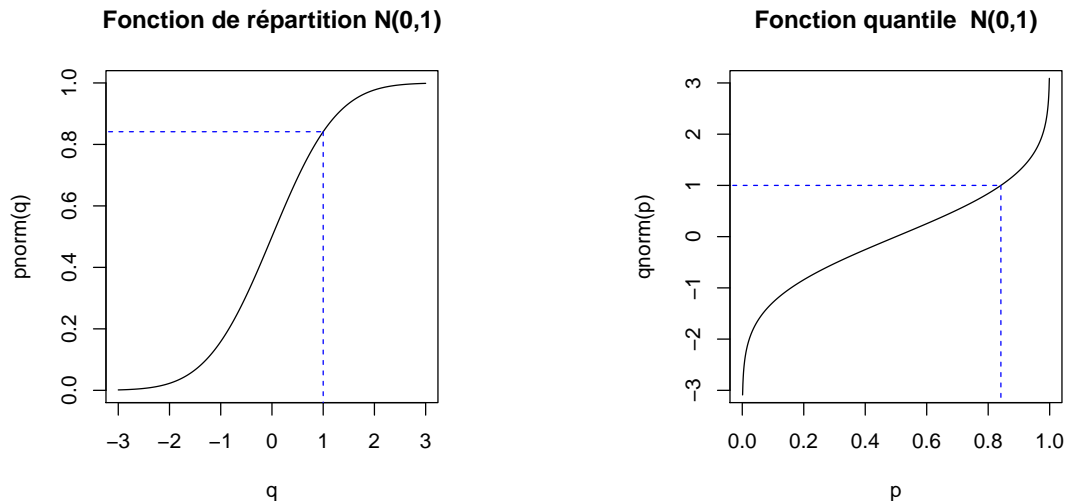 Fonction de répartition N(0,1)
pnorm(q)
0.0 0.2 0.4 0.6 0.8 1.0
−3 −2 −1 0 1 2 3
q
Fonction quantile N(0,1)
qnorm(p)
−3 −2 −1 0 1 2 3
0.0 0.2 0.4 0.6 0.8 1.0
p